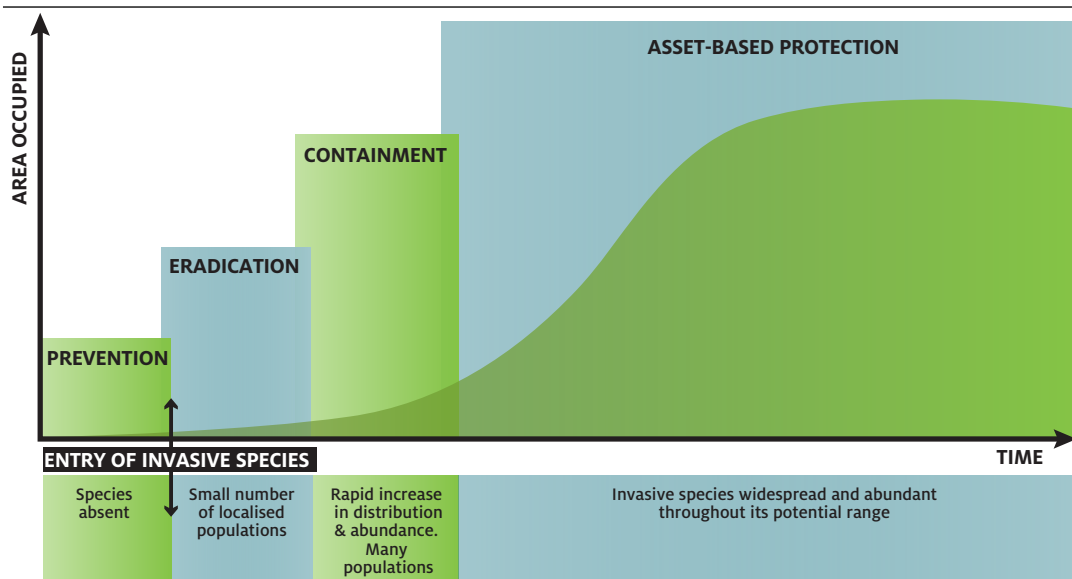 ASSET-BASED PROTECTION
AREA OCCUPIED
CONTAINMENT
ERADICATION
PREVENTION
ENTRY OF INVASIVE SPECIES
TIME
Species
absent
Small number
of localised
populations
Rapid increase
in distribution
& abundance.
Many
populations
Invasive species widespread and abundant
throughout its potential range